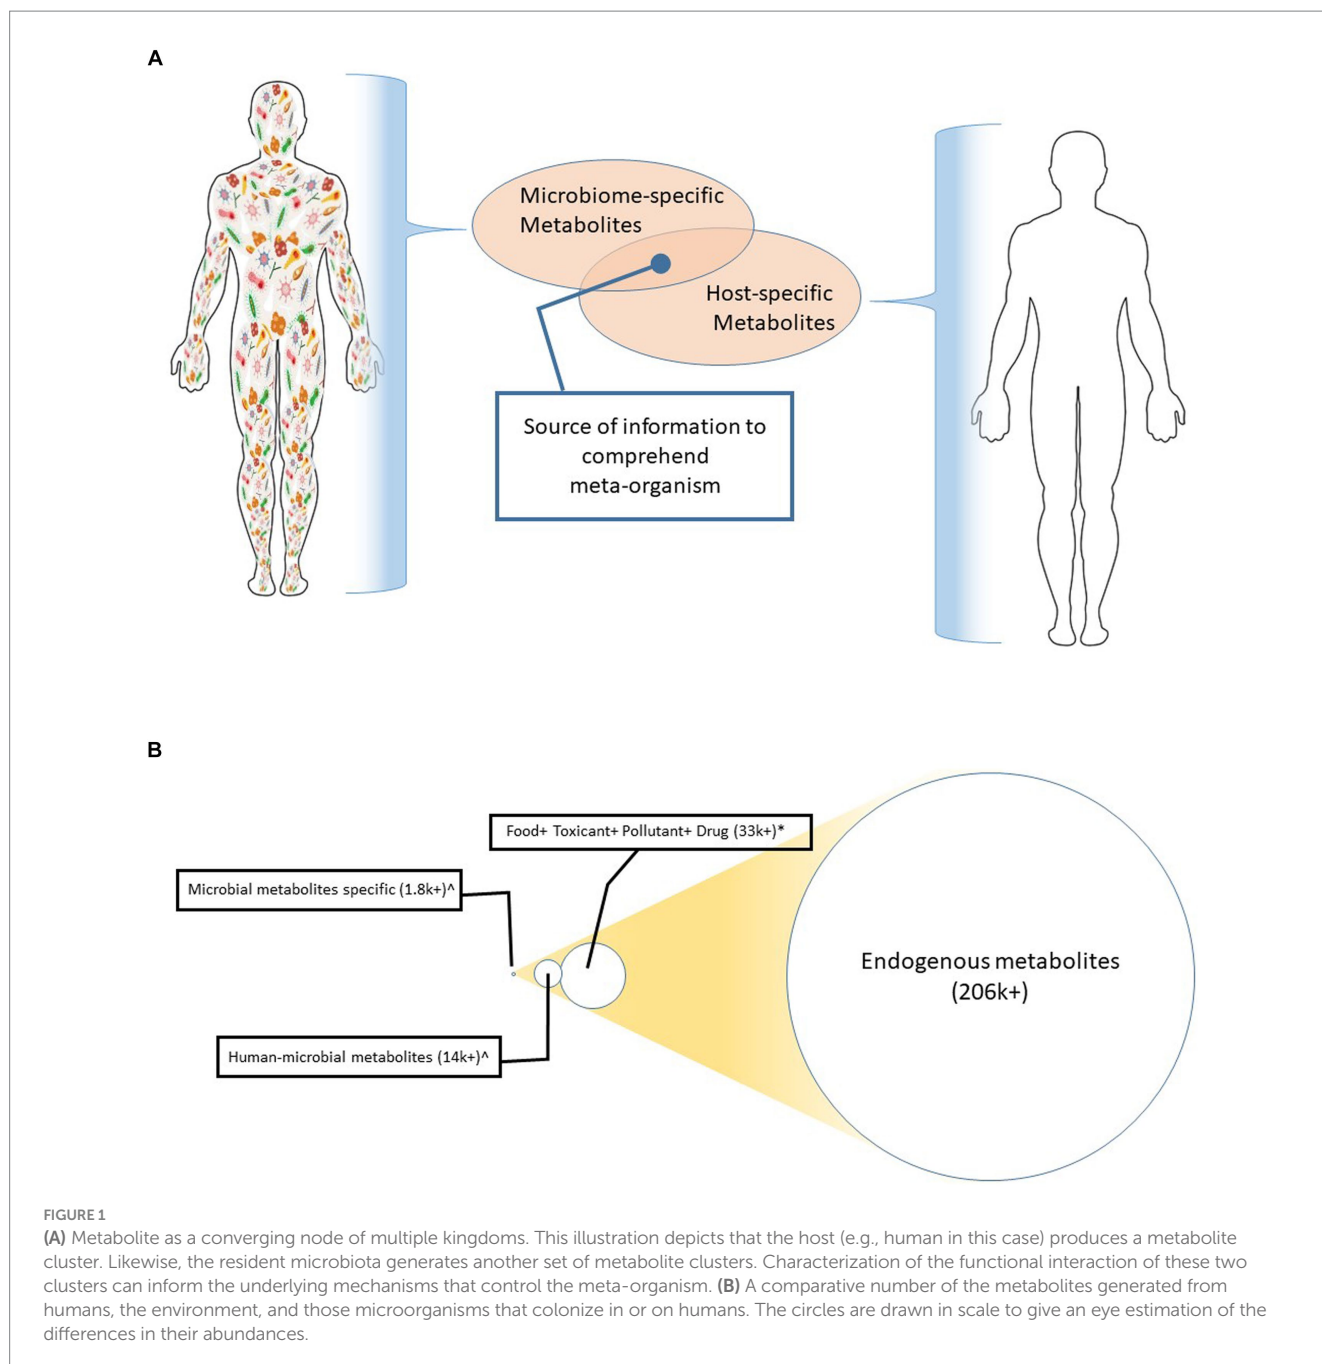 A
Microbiome-specific
Metabolites
Host-specific
Metabolites
Source of information to
comprehend
meta-organism
B
Food+ Toxicant+ Pollutant+ Drug (33k+)*
Microbial metabolites specific (1.8k+)^
Endogenous metabolites
(206k+)
Human-microbial metabolites (14k+)^
FIGURE 1
(A) Metabolite as a converging node of multiple kingdoms. This illustration depicts that the host (e.g., human in this case) produces a metabolite
cluster. Likewise, the resident microbiota generates another set of metabolite clusters. Characterization of the functional interaction of these two
clusters can inform the underlying mechanisms that control the meta-organism. (B) A comparative number of the metabolites generated from
humans, the environment, and those microorganisms that colonize in or on humans. The circles are drawn in scale to give an eye estimation of the
differences in their abundances.